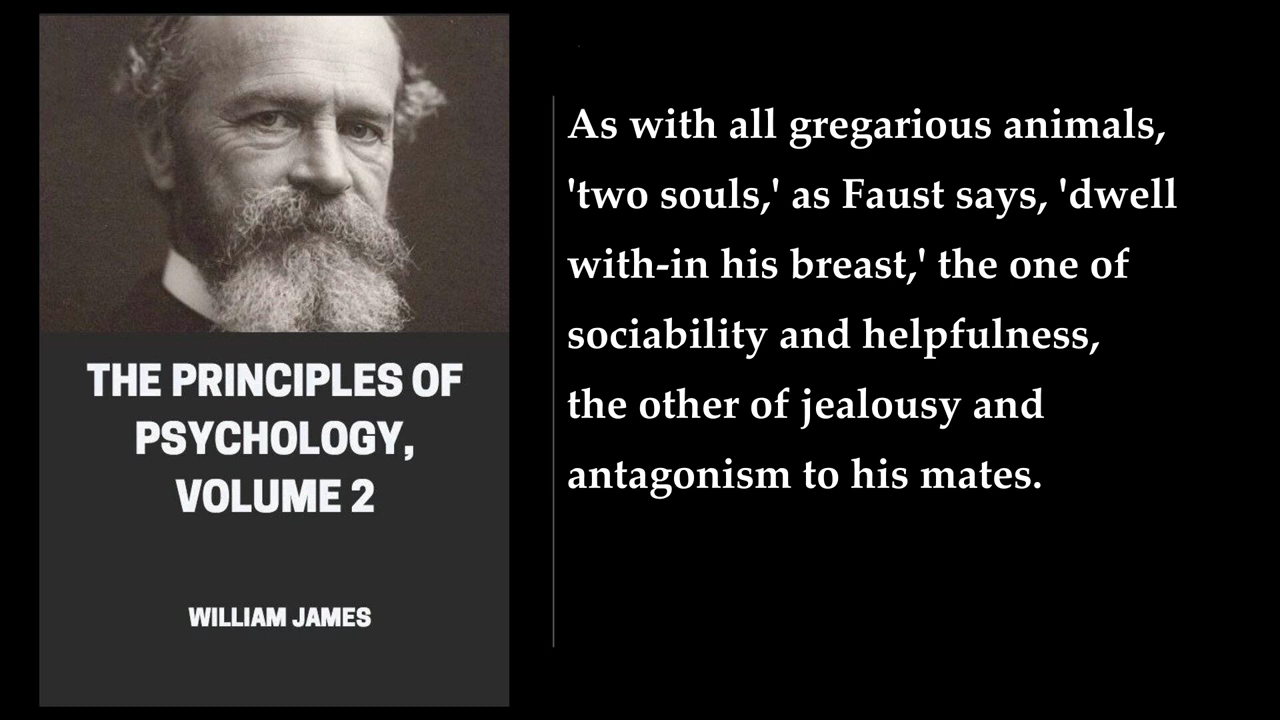 THE PRINCIPLES OF
PSYCHOLOGY,
VOLUME 2
WILLIAM JAMES
As with all gregarious animals,
'two souls,' as Faust says, 'dwell
with-in his breast,' the one of
sociability and helpfulness,
the other of jealousy and
antagonism to his mates.